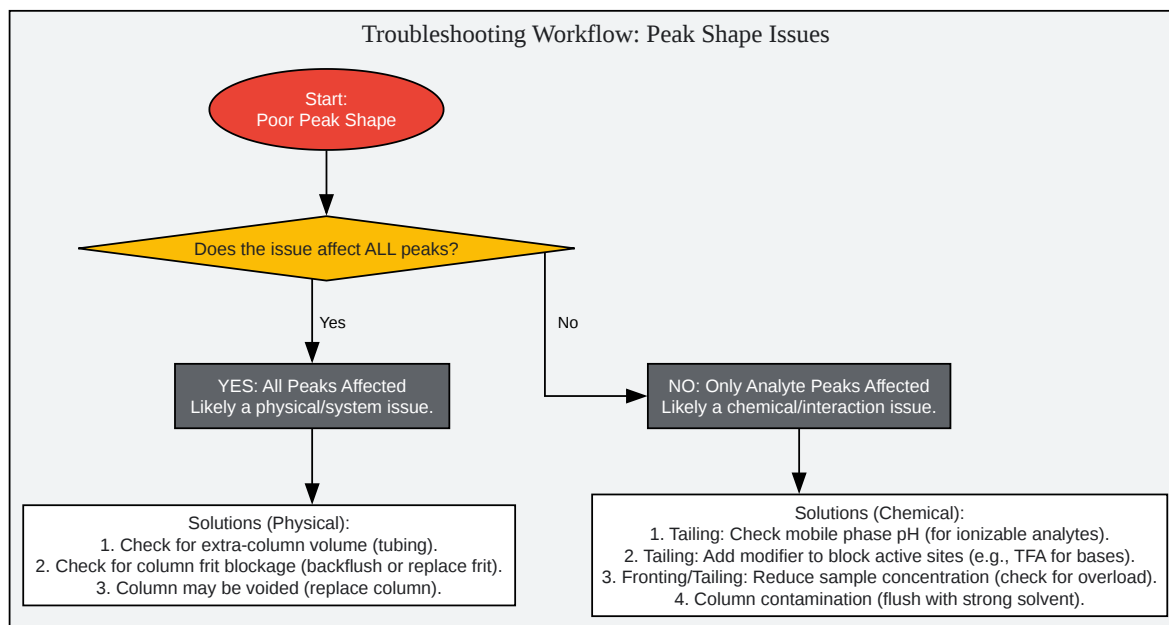 Troubleshooting Workflow: Peak Shape Issues
Start:
Poor Peak Shape
Does the issue affect ALL peaks?
Yes
No
YES: All Peaks Affected
Likely a physical/system issue.
NO: Only Analyte Peaks Affected
Likely a chemical/interaction issue.
Solutions (Physical):
1. Check for extra-column volume (tubing).
2. Check for column frit blockage (backflush or replace frit).
3. Column may be voided (replace column).
Solutions (Chemical):
1. Tailing: Check mobile phase pH (for ionizable analytes).
2. Tailing: Add modifier to block active sites (e.g., TFA for bases).
3. Fronting/Tailing: Reduce sample concentration (check for overload).
4. Column contamination (flush with strong solvent).